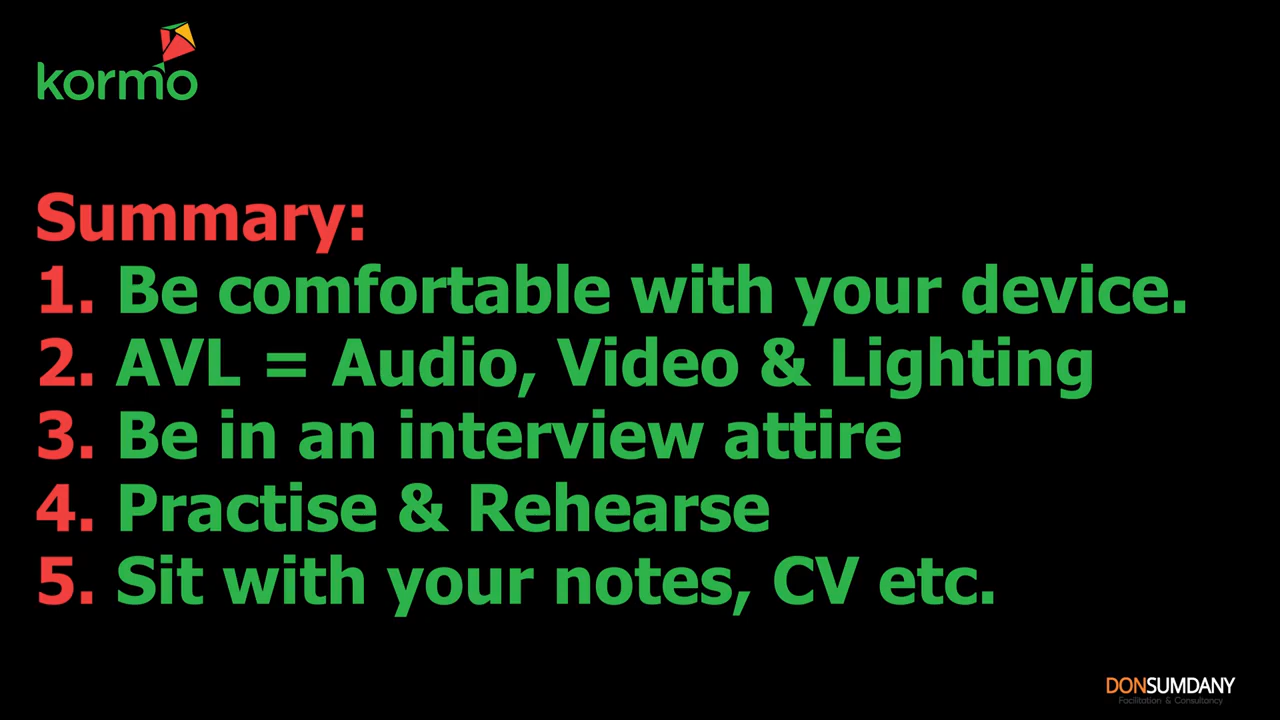 kormo
Summary:
1. Be comfortable with your device.
2. AVL = Audio, Video & Lighting
3. Be in an interview attire
4. Practise & Rehearse
5. Sit with your notes, CV etc.
DONSUMDANY
Facilitation & Consultancy